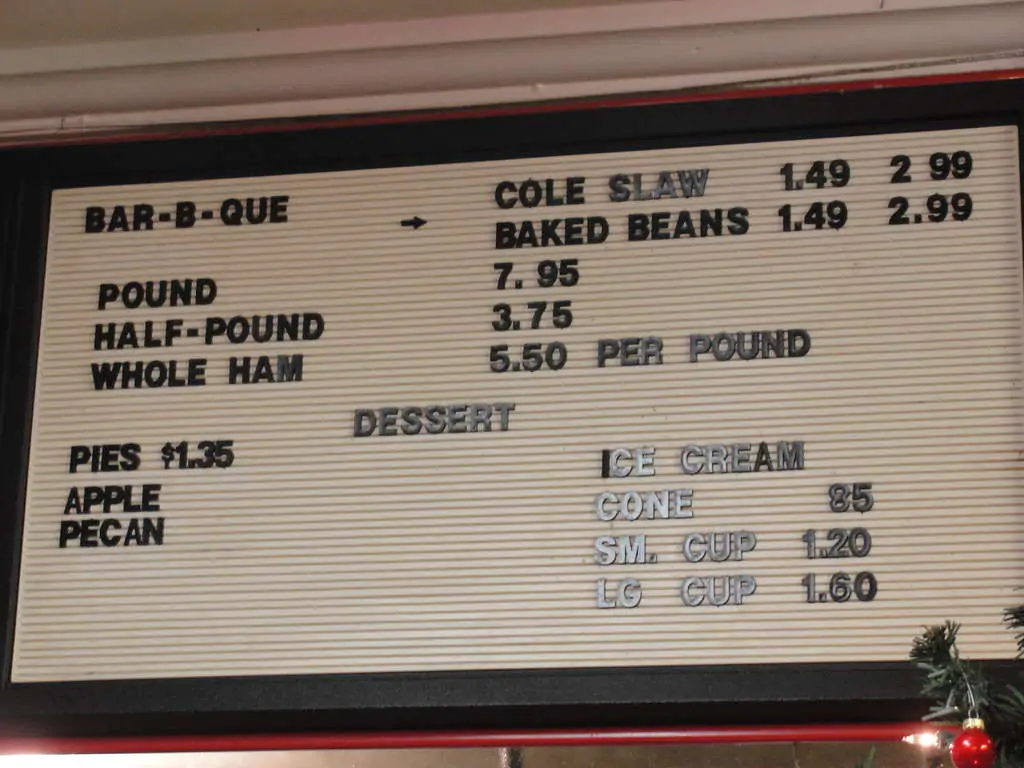 BAR-B-QUE → COLE SLAW 1.49 2 99
BAKED BEANS 1.49 2.99
POUND 7.95
HALF-POUND 3.75
WHOLE HAM 5.50 PER POUND
DESSERT
PIES $1.35
APPLE
PECAN
ICE CREAM
CONE 85
SM. CUP 1.20
LG CUP 1.60